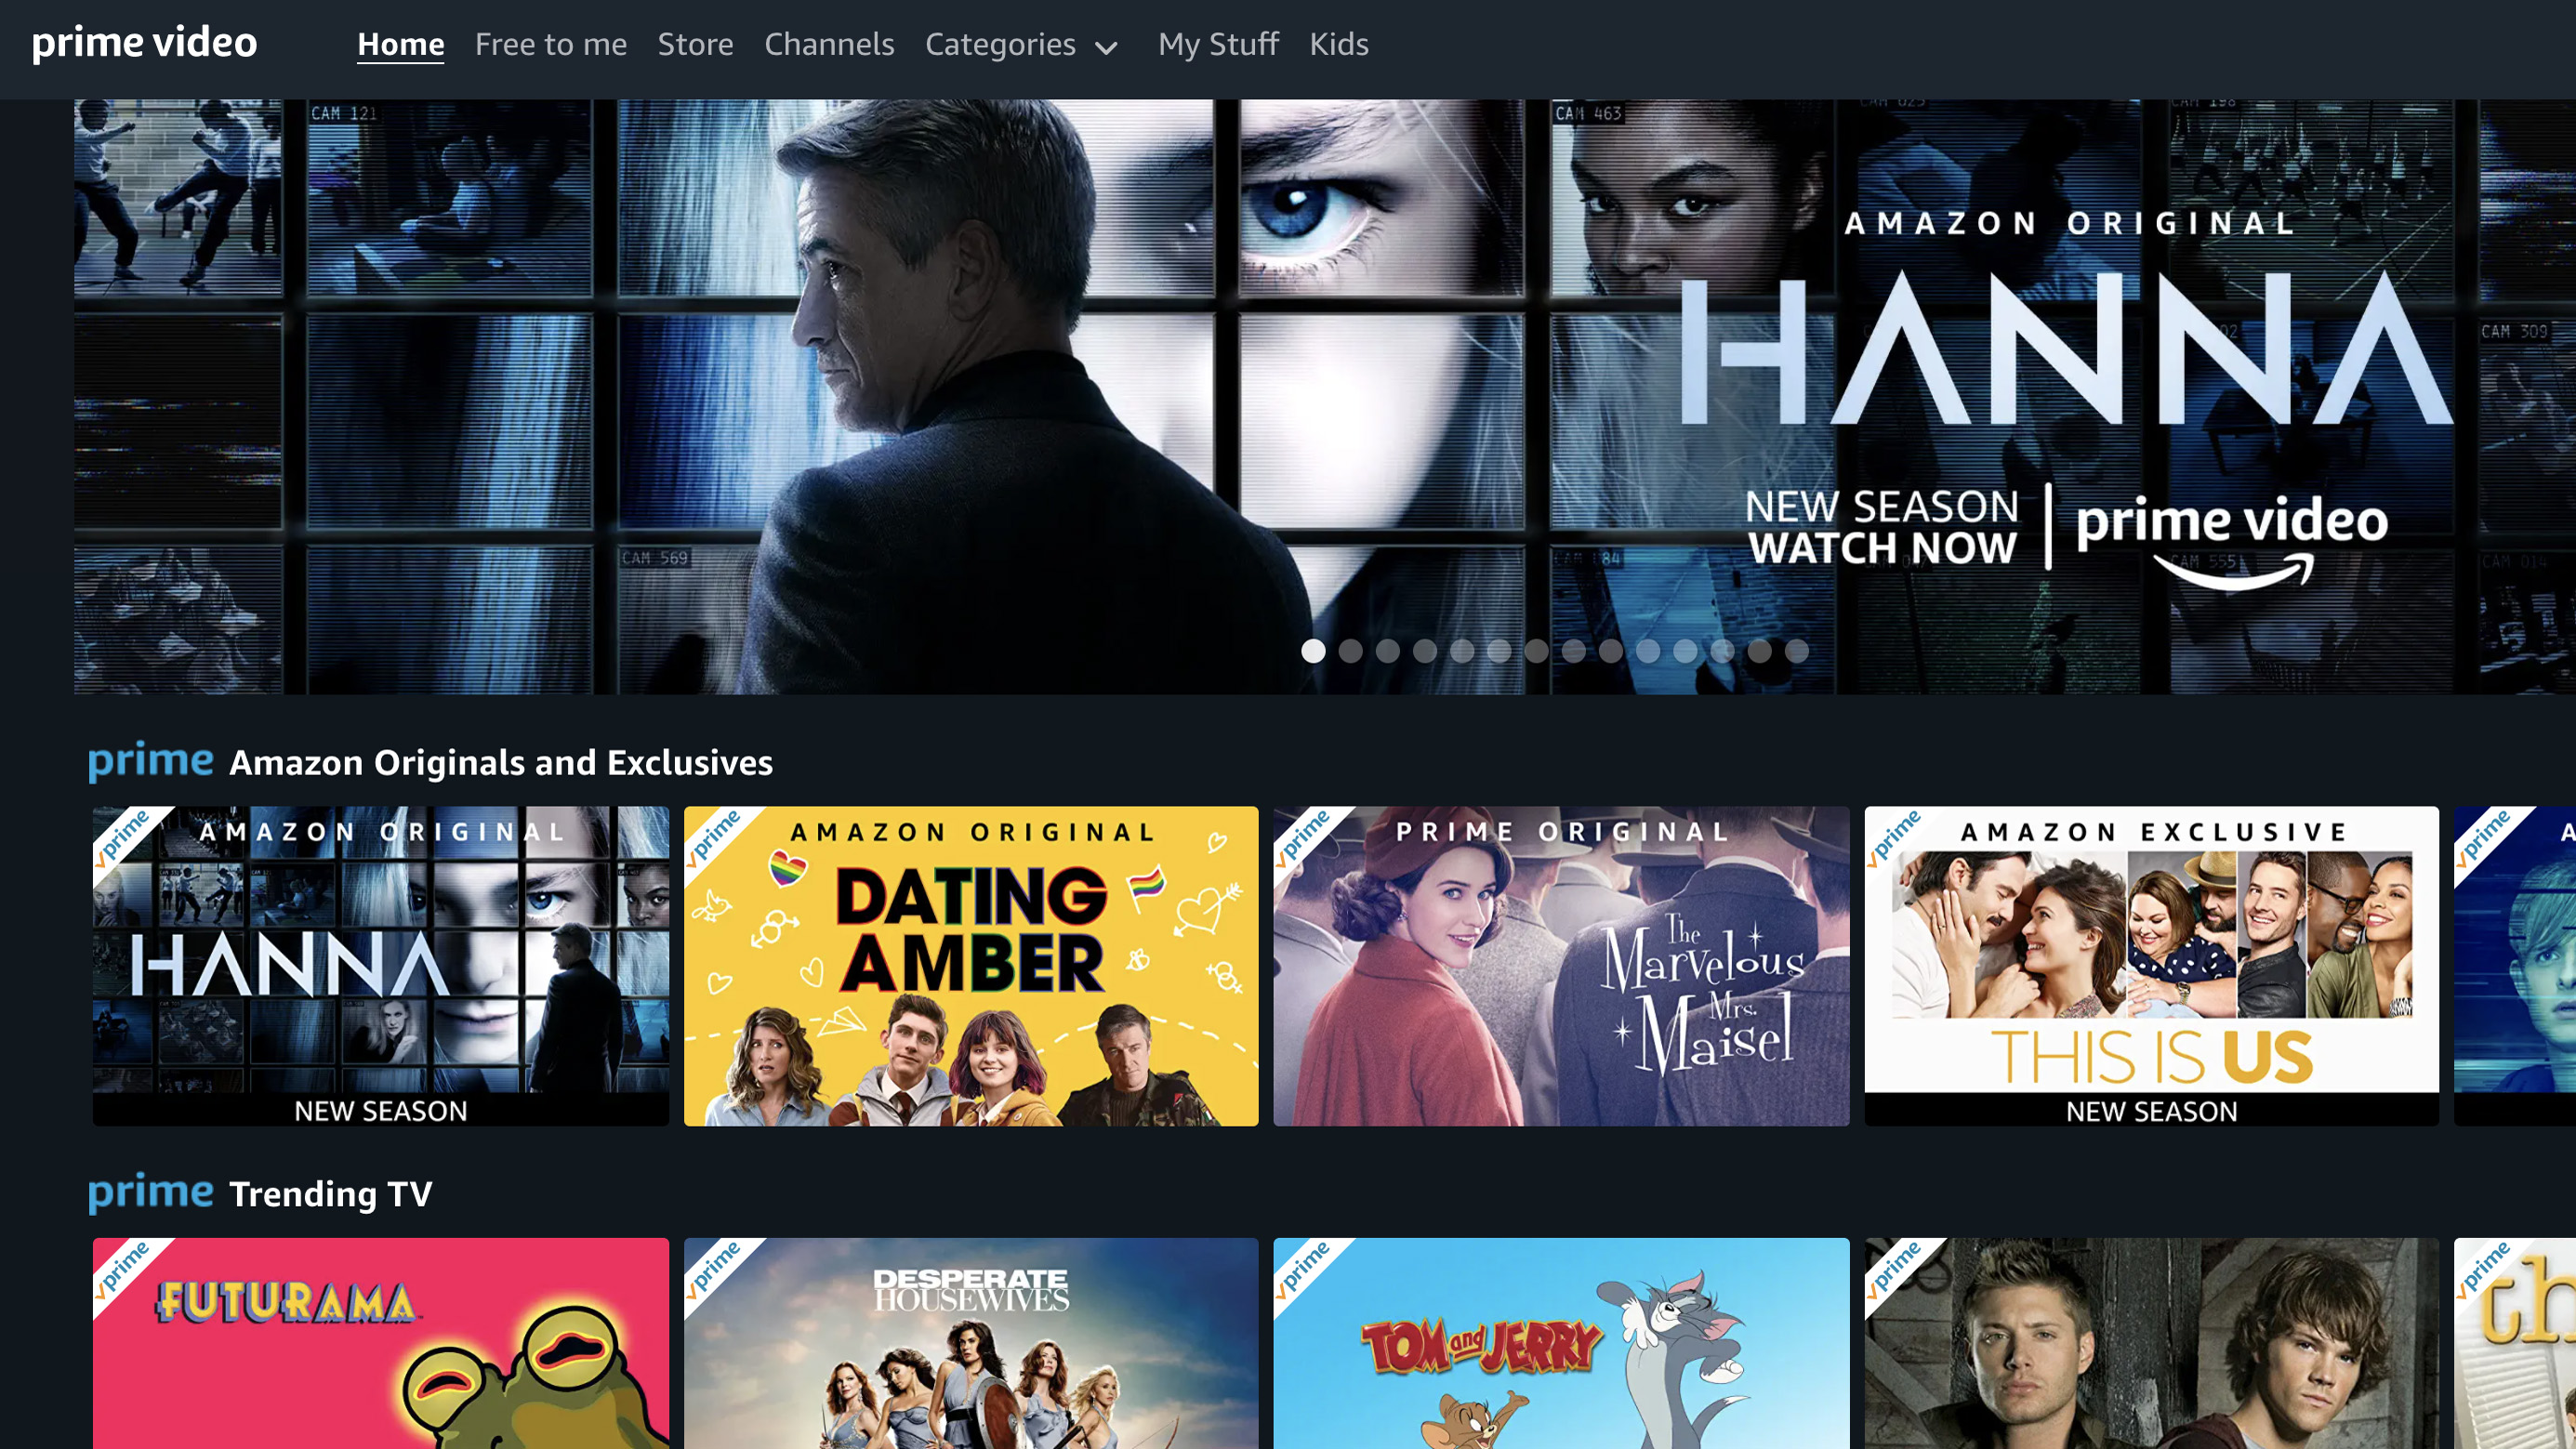 prime video
Home Free to me Store Channels Categories My Stuff Kids
CAM 121
CAM 463
CAM 198
AMAZON ORIGINAL
HANNA
CAM 309
NEW SEASON
WATCH NOW
prime video
CAM 569
CAM 555
CAM 014
prime Amazon Originals and Exclusives
prime
AMAZON ORIGINAL
HANNA
NEW SEASON
prime
AMAZON ORIGINAL
DATING
AMBER
prime
PRIME ORIGINAL
The
Marvelous
Mrs.
Maisel
prime
AMAZON EXCLUSIVE
THIS IS US
NEW SEASON
prime
A
prime Trending TV
prime
FUTURAMA
prime
DESPERATE
HOUSEWIVES
prime
TOM and JERRY
prime
prime
th